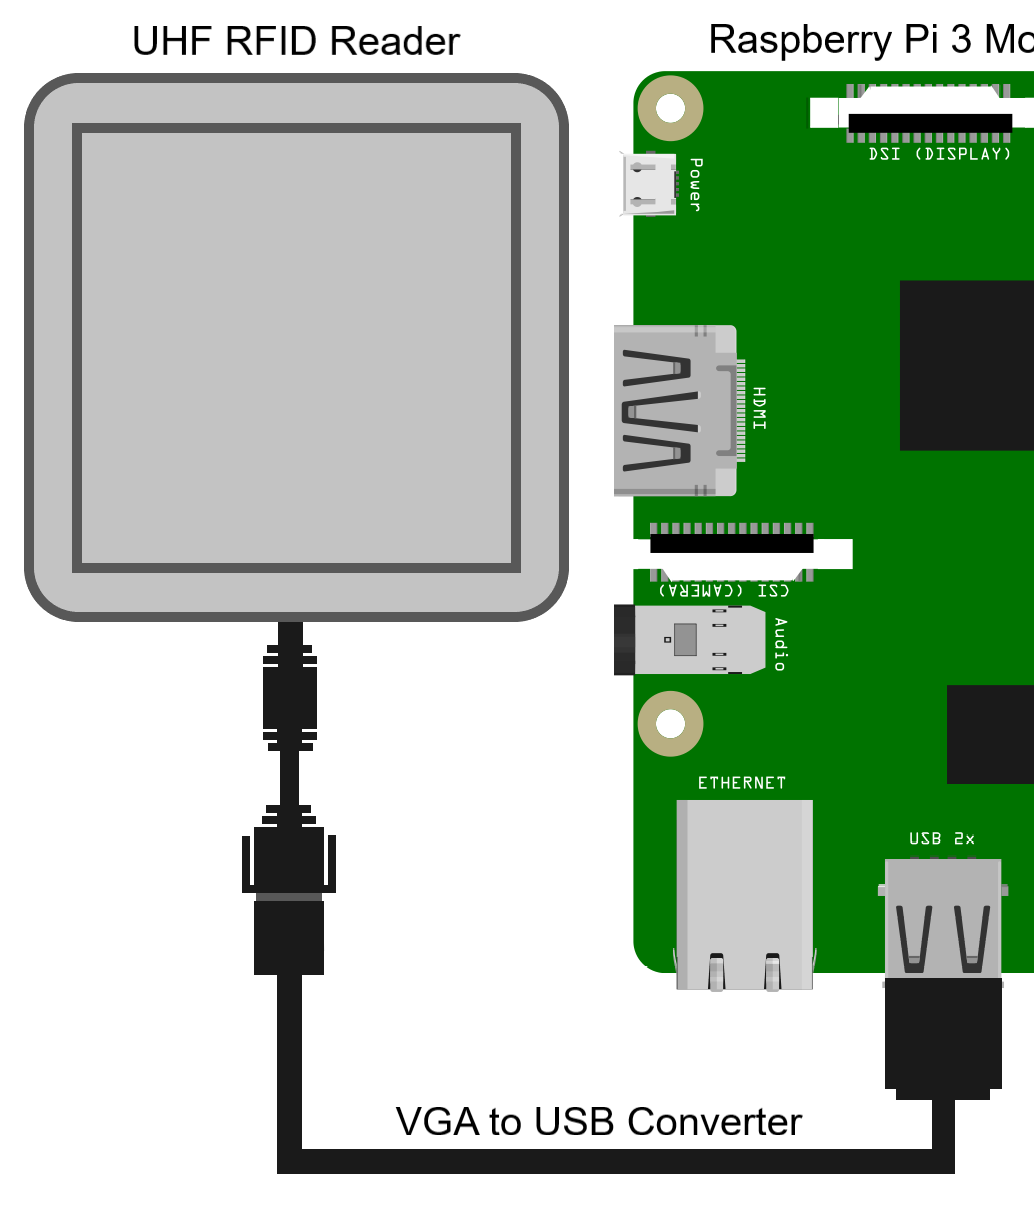 UHF RFID Reader
Raspberry Pi 3 Mo
DSI (DISPLAY)
Power
HDMI
CSI (CAMERA)
Audio
ETHERNET
USB 2x
VGA to USB Converter